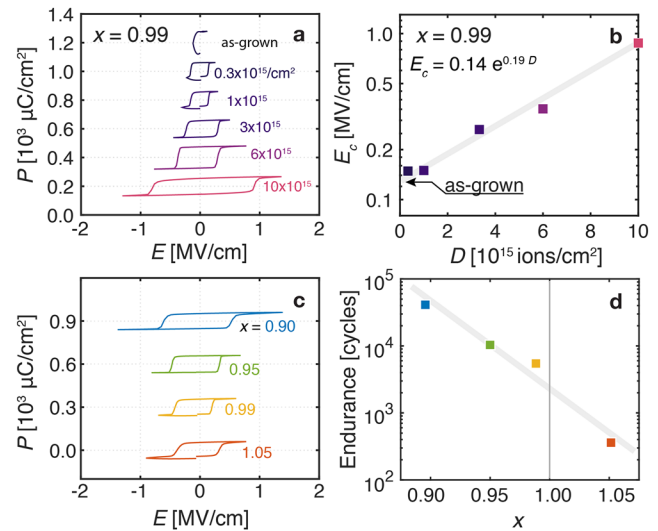 x = 0.99
a
as-grown
0.3x10¹⁵/cm²
1x10¹⁵
3x10¹⁵
6x10¹⁵
10x10¹⁵
1.4
1.2
1.0
0.8
0.6
0.4
0.2
0.0
P [10³ μC/cm²]
-2 -1 0 1 2
E [MV/cm]
x = 0.99
b
E_c = 0.14 e^0.19 D
1.0
0.2
0.1
E_c [MV/cm]
as-grown
0 2 4 6 8 10
D [10¹⁵ ions/cm²]
c
x = 0.90
0.95
0.99
1.05
0.9
0.6
0.3
0.0
P [10³ μC/cm²]
-2 -1 0 1 2
E [MV/cm]
d
10⁵
10⁴
10³
10²
Endurance [cycles]
0.90 0.95 1.00 1.05
x